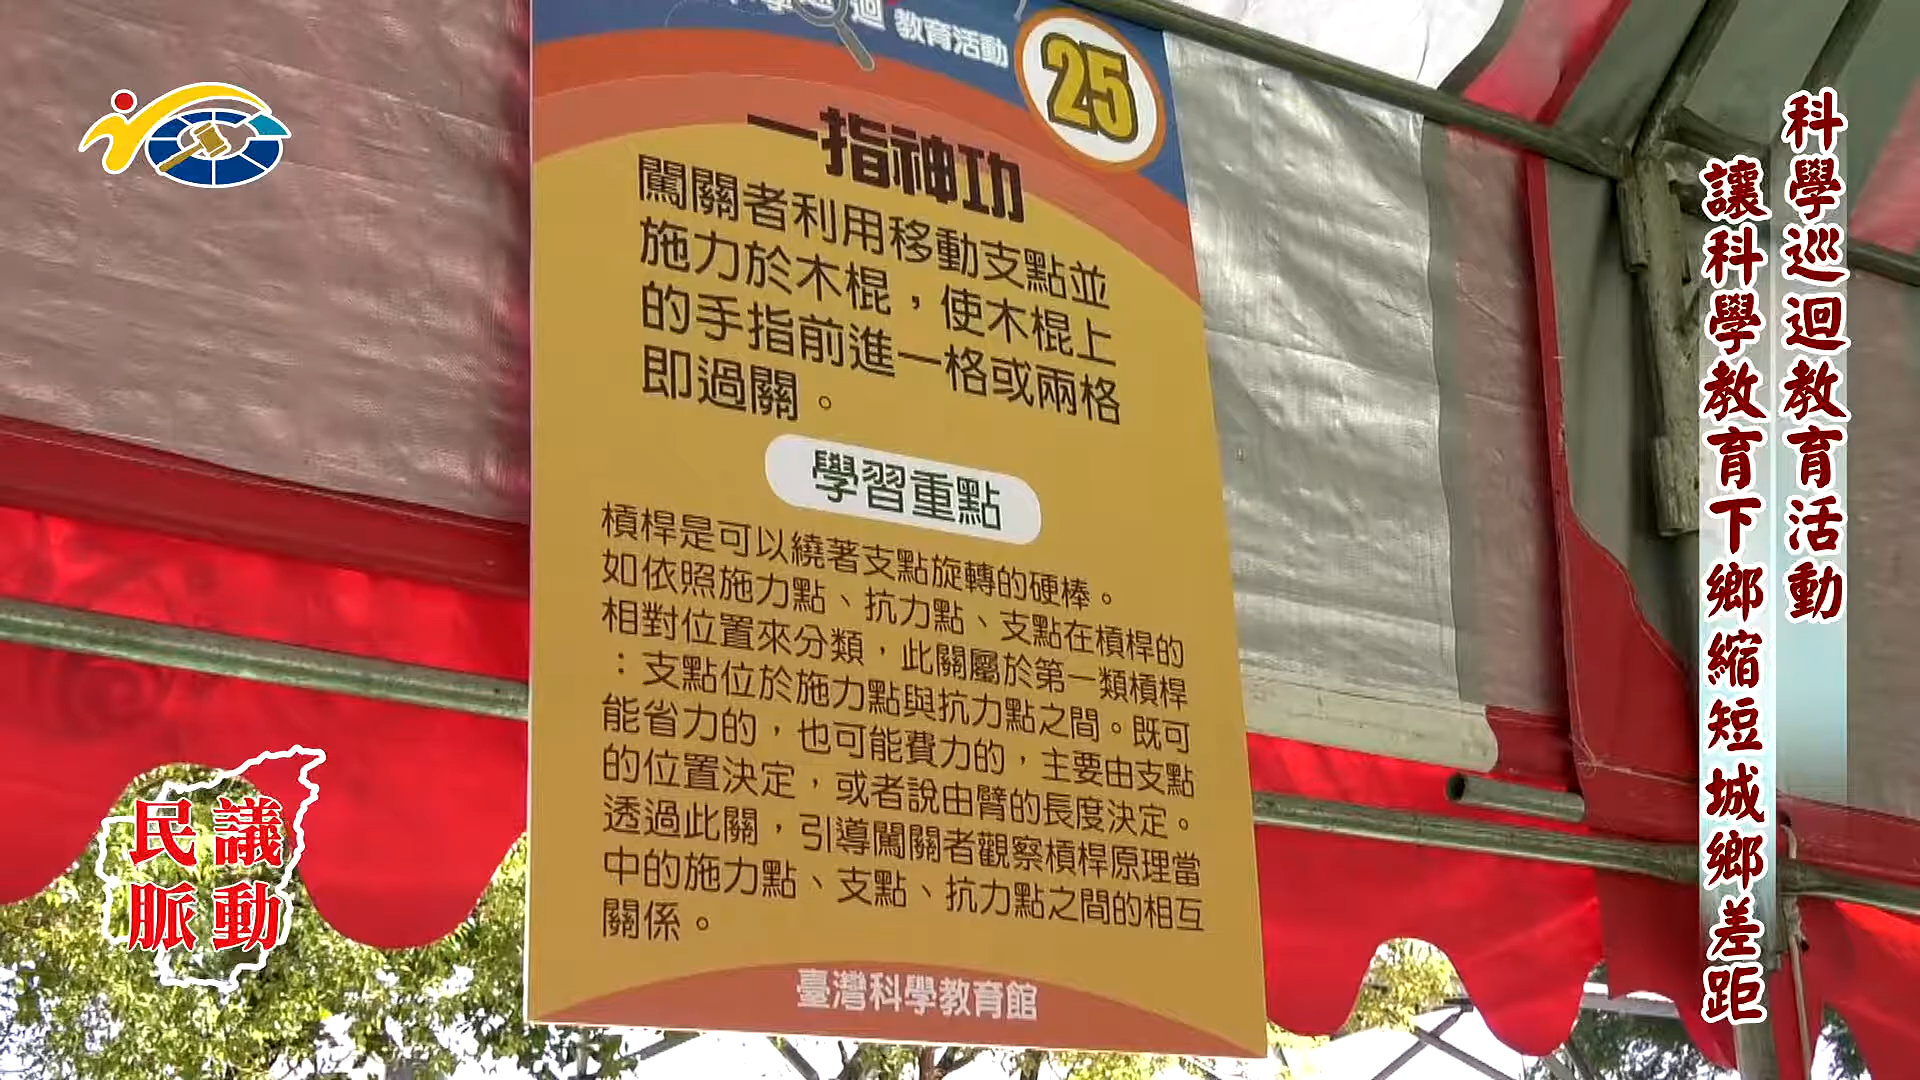 教育活動
25
一指神功
闖關者利用移動支點並
施力於木棍，使木棍上
的手指前進一格或兩格
即過關。
學習重點
槓桿是可以繞著支點旋轉的硬棒。
如依照施力點、抗力點、支點在槓桿的
相對位置來分類，此關屬於第一類槓桿
：支點位於施力點與抗力點之間。既可
能省力的，也可能費力的，主要由支點
的位置決定，或者說由臂的長度決定。
透過此關，引導闖關者觀察槓桿原理當
中的施力點、支點、抗力點之間的相互
關係。
臺灣科學教育館
科學巡迴教育活動
讓科學教育下鄉縮短城鄉差距
民議
脈動